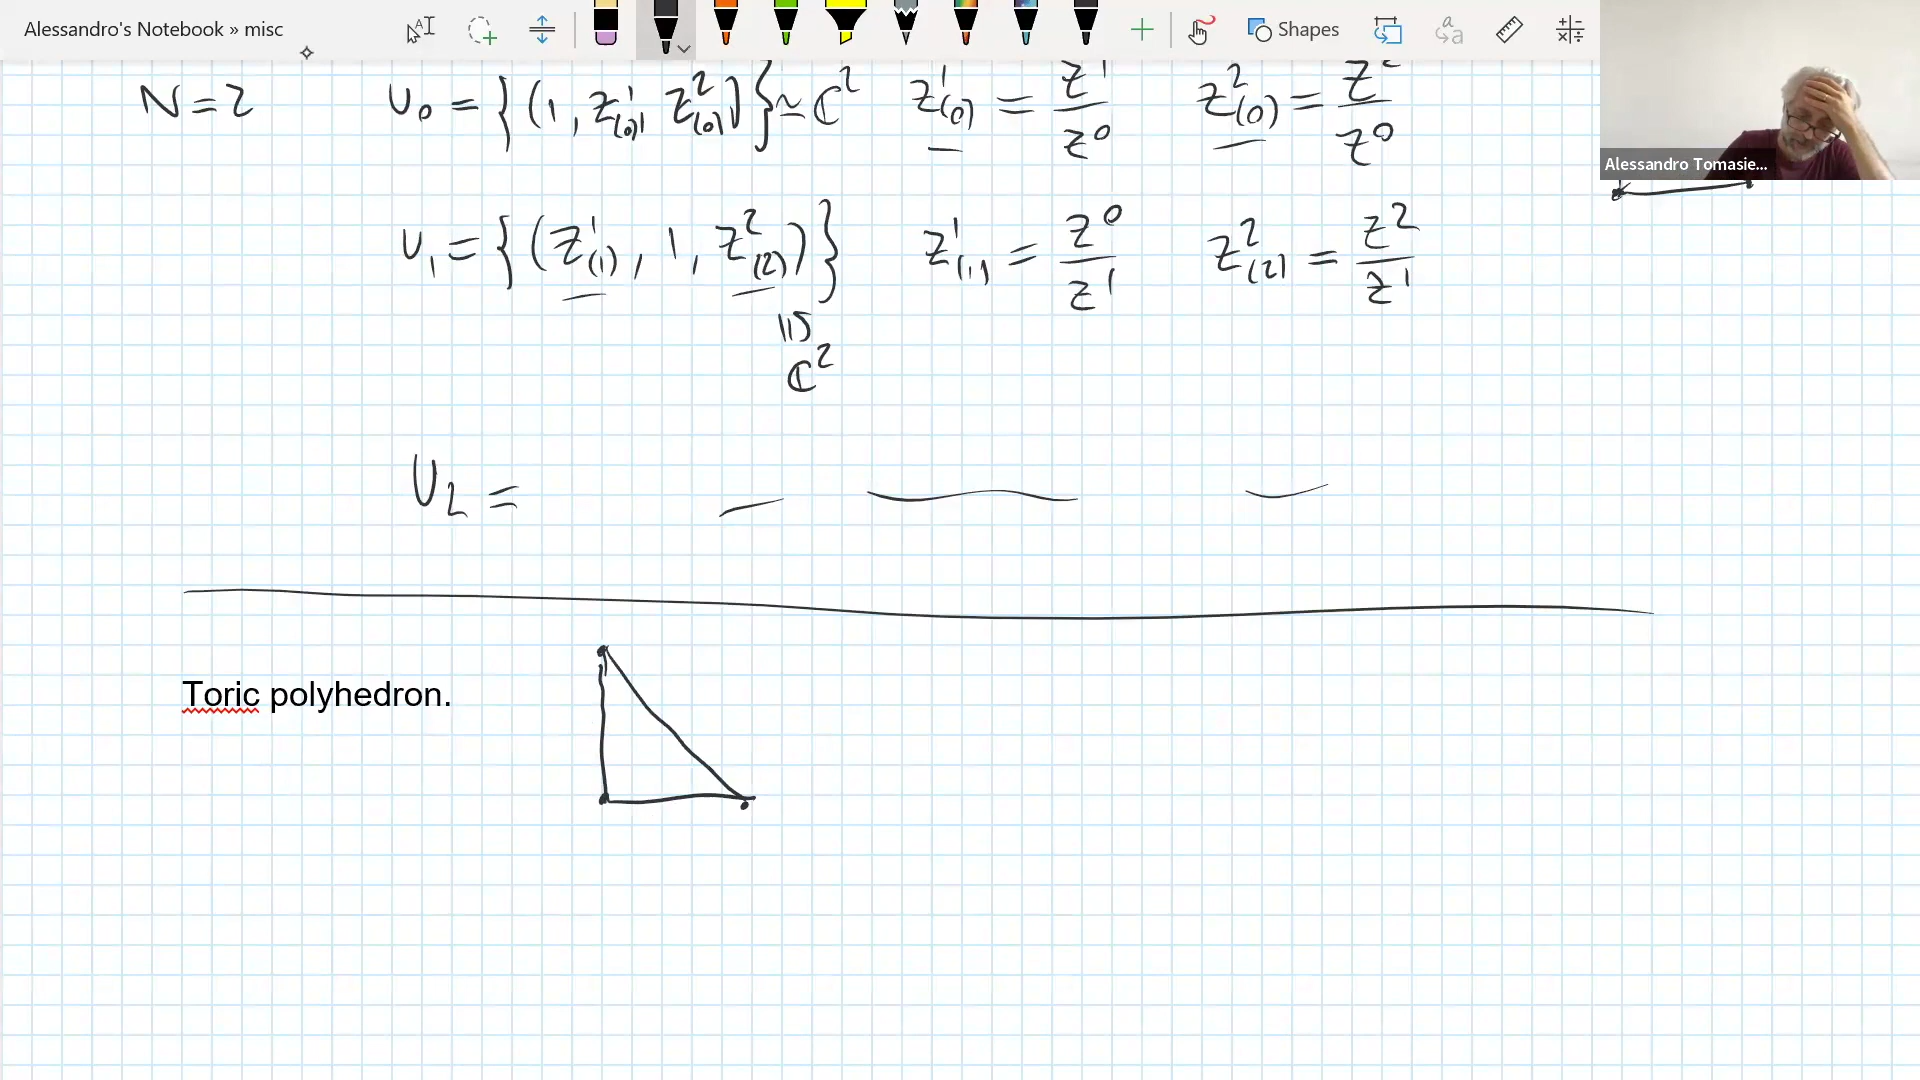 Alessandro's Notebook » misc
Shapes
Alessandro Tomasie...
N=2 U₀ = {(1, z¹₍₀₎, z²₍₀₎)} ≃ ℂ² z¹₍₀₎ = z¹/z⁰ z²₍₀₎ = z²/z⁰
U₁ = {(z¹₍₁₎, 1, z²₍₂₎)} z¹₍₁₎ = z⁰/z¹ z²₍₂₎ = z²/z¹
ℂ²
U₂ =
Toric polyhedron.